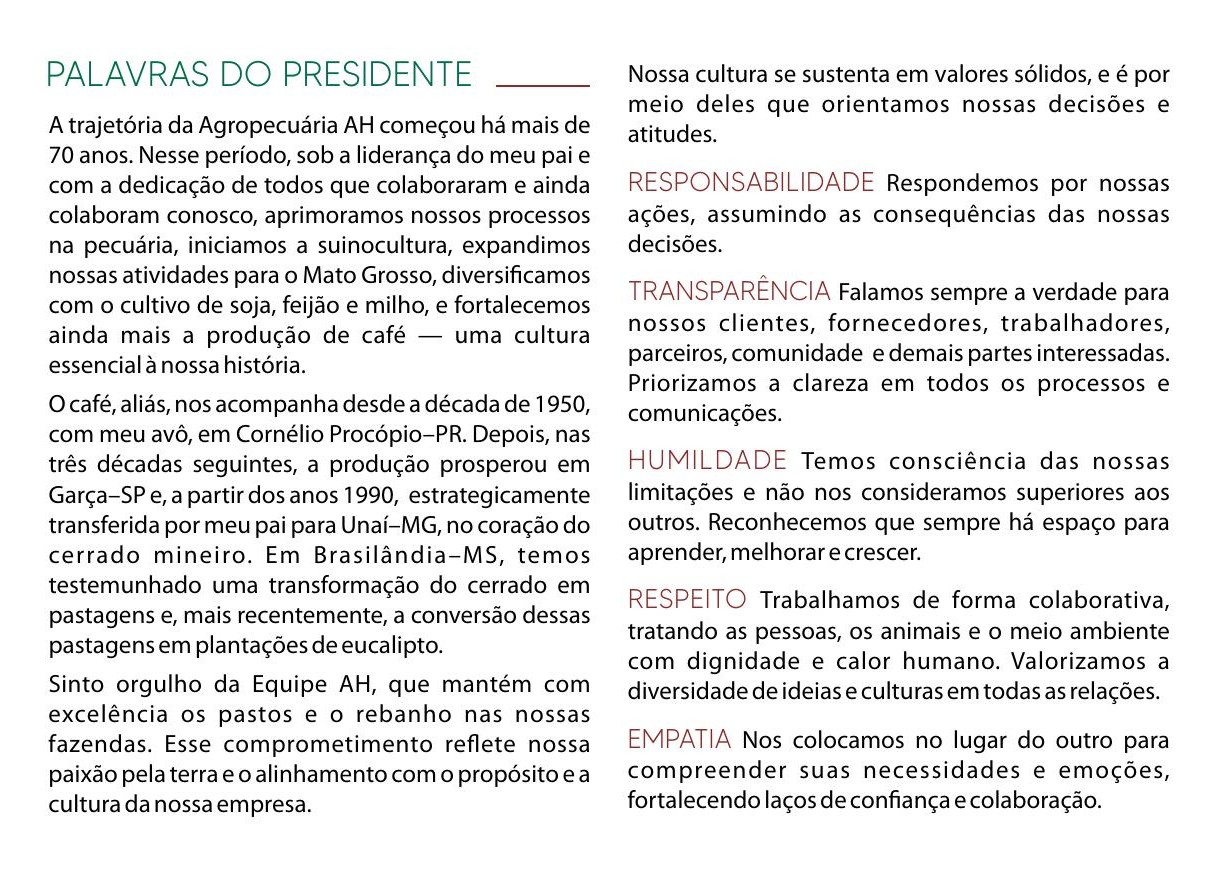 PALAVRAS DO PRESIDENTE
A trajetória da Agropecuária AH começou há mais de
70 anos. Nesse período, sob a liderança do meu pai e
com a dedicação de todos que colaboraram e ainda
colaboram conosco, aprimoramos nossos processos
na pecuária, iniciamos a suinocultura, expandimos
nossas atividades para o Mato Grosso, diversificamos
com o cultivo de soja, feijão e milho, e fortalecemos
ainda mais a produção de café — uma cultura
essencial à nossa história.
O café, aliás, nos acompanha desde a década de 1950,
com meu avô, em Cornélio Procópio–PR. Depois, nas
três décadas seguintes, a produção prosperou em
Garça–SP e, a partir dos anos 1990, estrategicamente
transferida por meu pai para Unaí–MG, no coração do
cerrado mineiro. Em Brasilândia–MS, temos
testemunhado uma transformação do cerrado em
pastagens e, mais recentemente, a conversão dessas
pastagens em plantações de eucalipto.
Sinto orgulho da Equipe AH, que mantém com
excelência os pastos e o rebanho nas nossas
fazendas. Esse comprometimento reflete nossa
paixão pela terra e o alinhamento com o propósito e a
cultura da nossa empresa.
Nossa cultura se sustenta em valores sólidos, e é por
meio deles que orientamos nossas decisões e
atitudes.
RESPONSABILIDADE Respondemos por nossas
ações, assumindo as consequências das nossas
decisões.
TRANSPARÊNCIA Falamos sempre a verdade para
nossos clientes, fornecedores, trabalhadores,
parceiros, comunidade e demais partes interessadas.
Priorizamos a clareza em todos os processos e
comunicações.
HUMILDADE Temos consciência das nossas
limitações e não nos consideramos superiores aos
outros. Reconhecemos que sempre há espaço para
aprender, melhorar e crescer.
RESPEITO Trabalhamos de forma colaborativa,
tratando as pessoas, os animais e o meio ambiente
com dignidade e calor humano. Valorizamos a
diversidade de ideias e culturas em todas as relações.
EMPATIA Nos colocamos no lugar do outro para
compreender suas necessidades e emoções,
fortalecendo laços de confiança e colaboração.